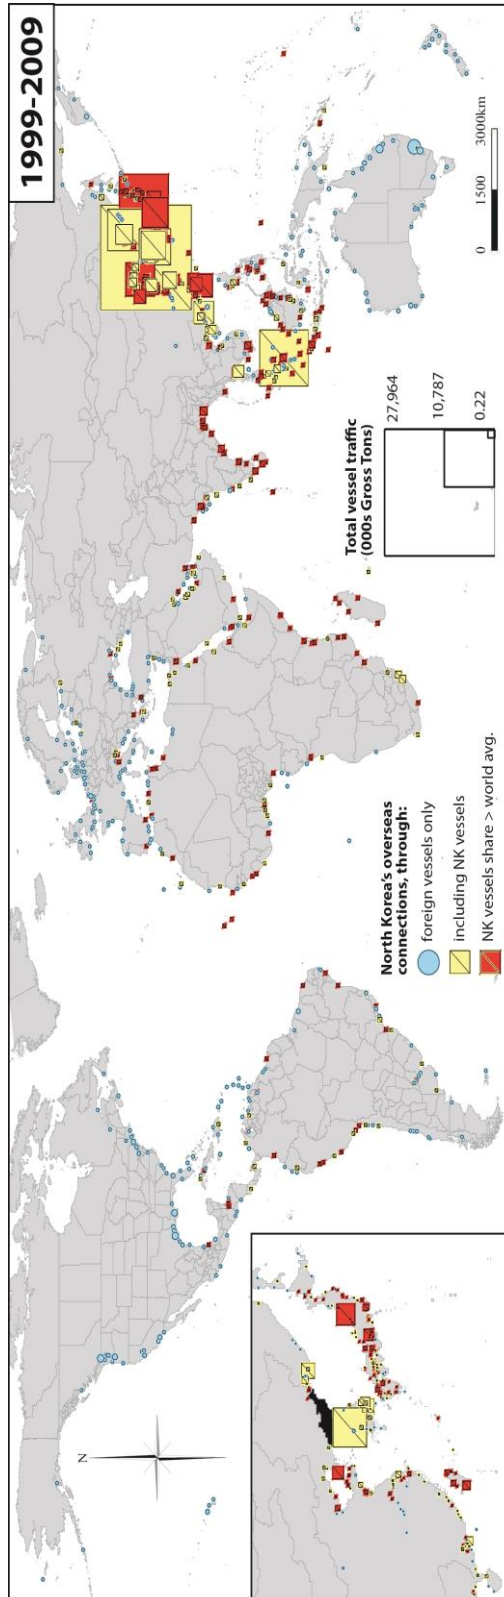 1999-2009
N
North Korea's overseas
connections, through:
foreign vessels only
including NK vessels
NK vessels share > world avg.
Total vessel traffic
(000s Gross Tons)
27,964
10,787
0.22
0 1500 3000km